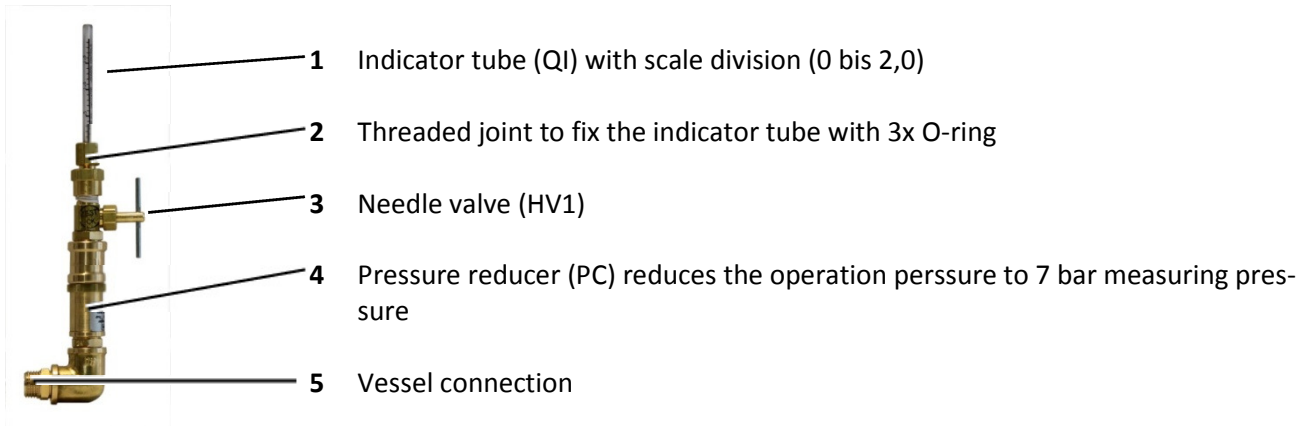 1 Indicator tube (QI) with scale division (0 bis 2,0)
2 Threaded joint to fix the indicator tube with 3x O-ring
3 Needle valve (HV1)
4 Pressure reducer (PC) reduces the operation perssure to 7 bar measuring pres-
sure
5 Vessel connection